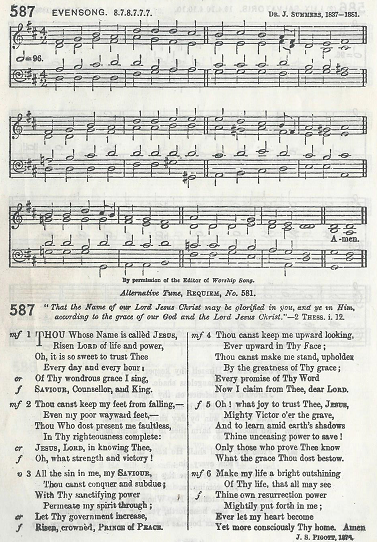 587 EVENSONG. 8.7.8.7.7.7. DR. J. SUMMERS, 1837–1881.
=96.
A-men.
By permission of the Editor of Worship Song.
Alternative Tune, REQUIEM, No. 581.
587 "That the Name of our Lord Jesus Christ may be glorified in you, and ye in Him,
according to the grace of our God and the Lord Jesus Christ."—2 THESS. i. 12.
mf 1 THOU Whose Name is callèd JESUS,
Risen LORD of life and power,
Oh, it is so sweet to trust Thee
Every day and every hour:
cr Of Thy wondrous grace I sing,
f SAVIOUR, Counsellor, and King.
mf 2 Thou canst keep my feet from falling,—
Even my poor wayward feet,—
Thou Who dost present me faultless,
In Thy righteousness complete:
cr JESUS, LORD, in knowing Thee,
f Oh, what strength and victory!
p 3 All the sin in me, my SAVIOUR,
Thou canst conquer and subdue;
With Thy sanctifying power
Permeate my spirit through;
cr Let Thy government increase,
f Risen, crownèd, PRINCE OF PEACE.
mf 4 Thou canst keep me upward looking,
Ever upward in Thy Face;
Thou canst make me stand, upholden
By the greatness of Thy grace;
Every promise of Thy Word
Now I claim from Thee, dear LORD.
f 5 Oh! what joy to trust Thee, JESUS,
Mighty Victor o'er the grave,
And to learn amid earth's shadows
Thine unceasing power to save!
Only those who prove Thee know
What the grace Thou dost bestow.
mf 6 Make my life a bright outshining
Of Thy life, that all may see
f Thine own resurrection power
Mightily put forth in me;
Ever let my heart become
Yet more consciously Thy home. Amen
J. S. PIGOTT, 1874.